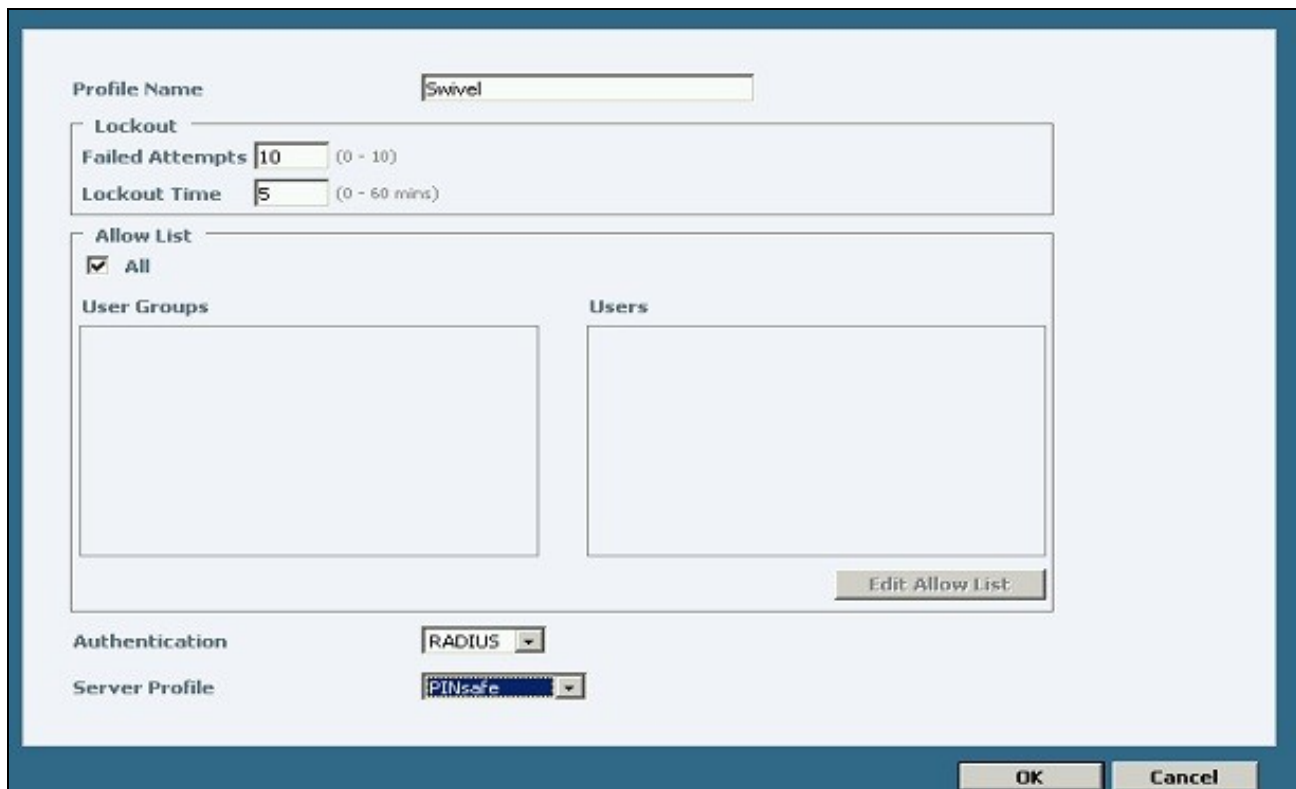 Profile Name Swivel
Lockout
Failed Attempts 10 (0 - 10)
Lockout Time 5 (0 - 60 mins)
Allow List
All
User Groups Users
Edit Allow List
Authentication RADIUS
Server Profile PINsafe
OK Cancel